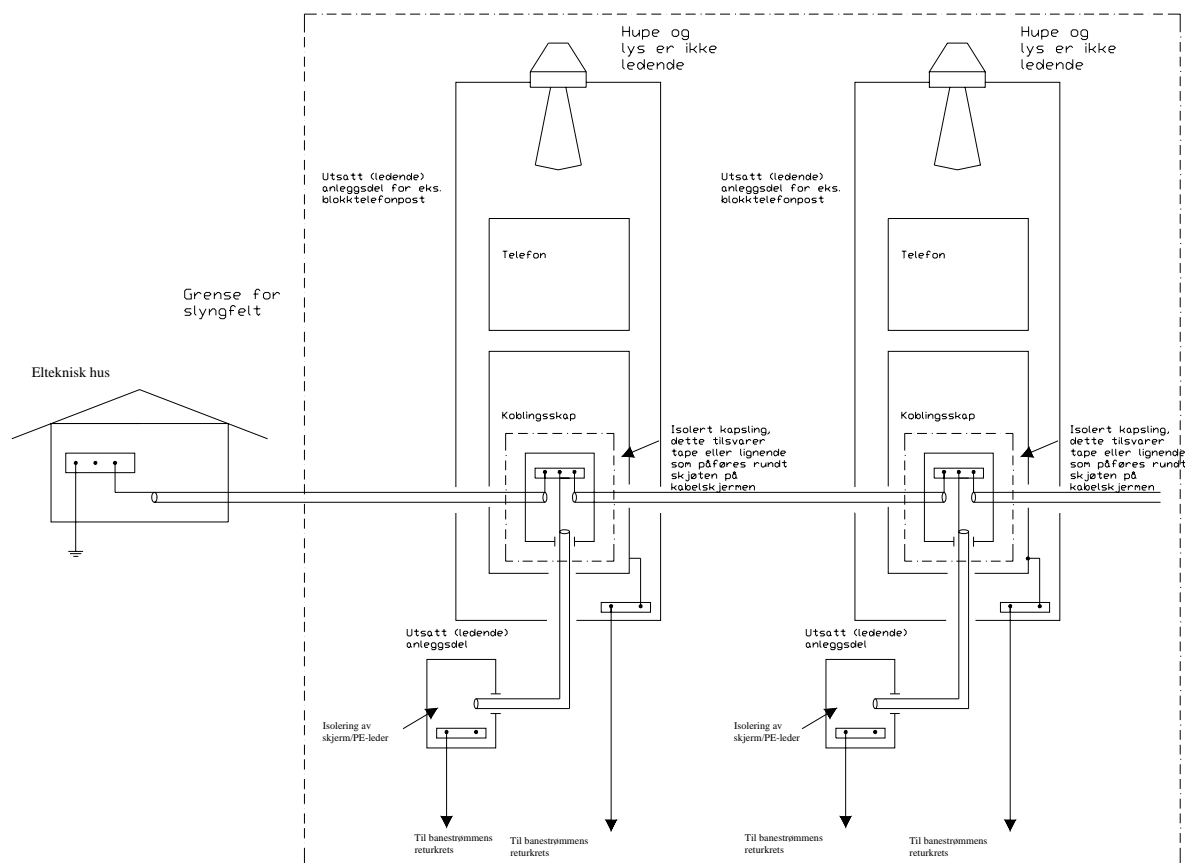 Hupe og
lys er ikke
ledende
Hupe og
lys er ikke
ledende
Utsatt (ledende)
anleggsdel for eks.
blokktelefonpost
Utsatt (ledende)
anleggsdel for eks.
blokktelefonpost
Telefon
Telefon
Grense for
slyngfelt
Elteknisk hus
Koblingsskap
Isolert kapsling,
dette tilsvarer
tape eller lignende
som påføres rundt
skjøten på
kabelskjermen
Koblingsskap
Isolert kapsling,
dette tilsvarer
tape eller lignende
som påføres rundt
skjøten på
kabelskjermen
Utsatt (ledende)
anleggsdel
Utsatt (ledende)
anleggsdel
Isolering av
skjerm/PE-leder
Isolering av
skjerm/PE-leder
Til banestrømmens
returkrets
Til banestrømmens
returkrets
Til banestrømmens
returkrets
Til banestrømmens
returkrets